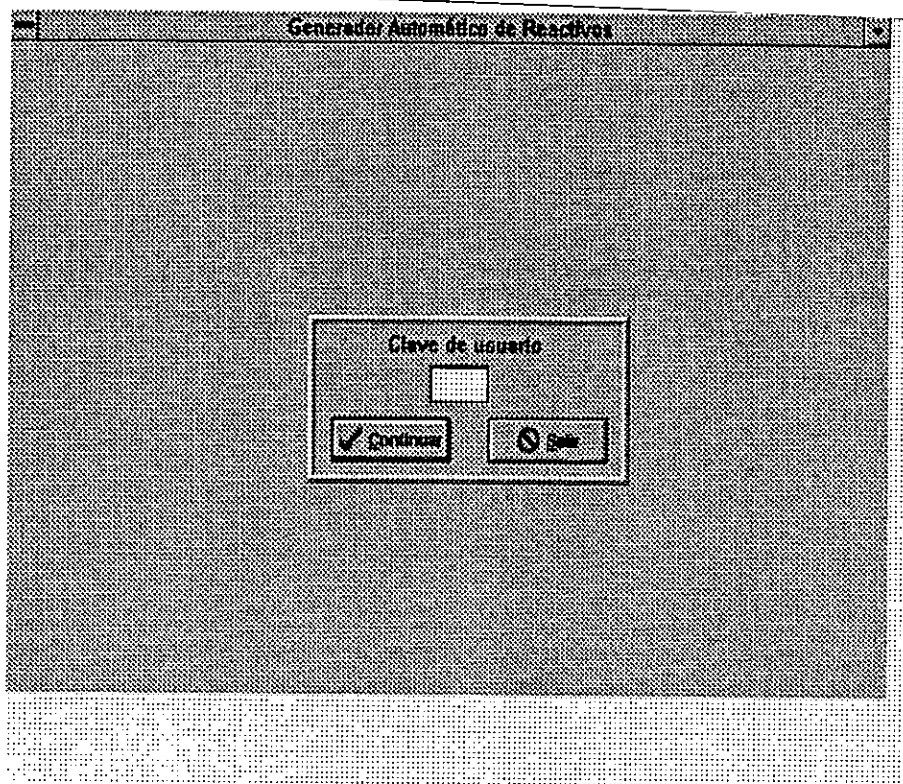 Generador Automático de Reactivos
Clave de usuario
Continuar
Salir